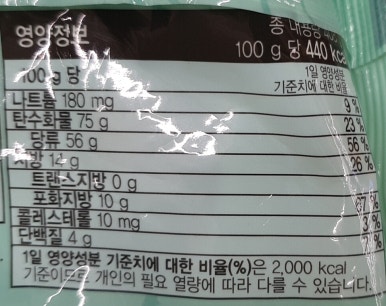 영양정보
총 내용량
100 g 당 440 kcal
100 g 당
1일 영양성분
기준치에 대한 비율
나트륨 180 mg 9 %
탄수화물 75 g 23 %
당류 56 g 56 %
지방 14 g 26 %
트랜스지방 0 g
포화지방 10 g 67 %
콜레스테롤 10 mg 3 %
단백질 4 g 7 %
1일 영양성분 기준치에 대한 비율(%)은 2,000 kcal
기준이므로 개인의 필요 열량에 따라 다를 수 있습니다.